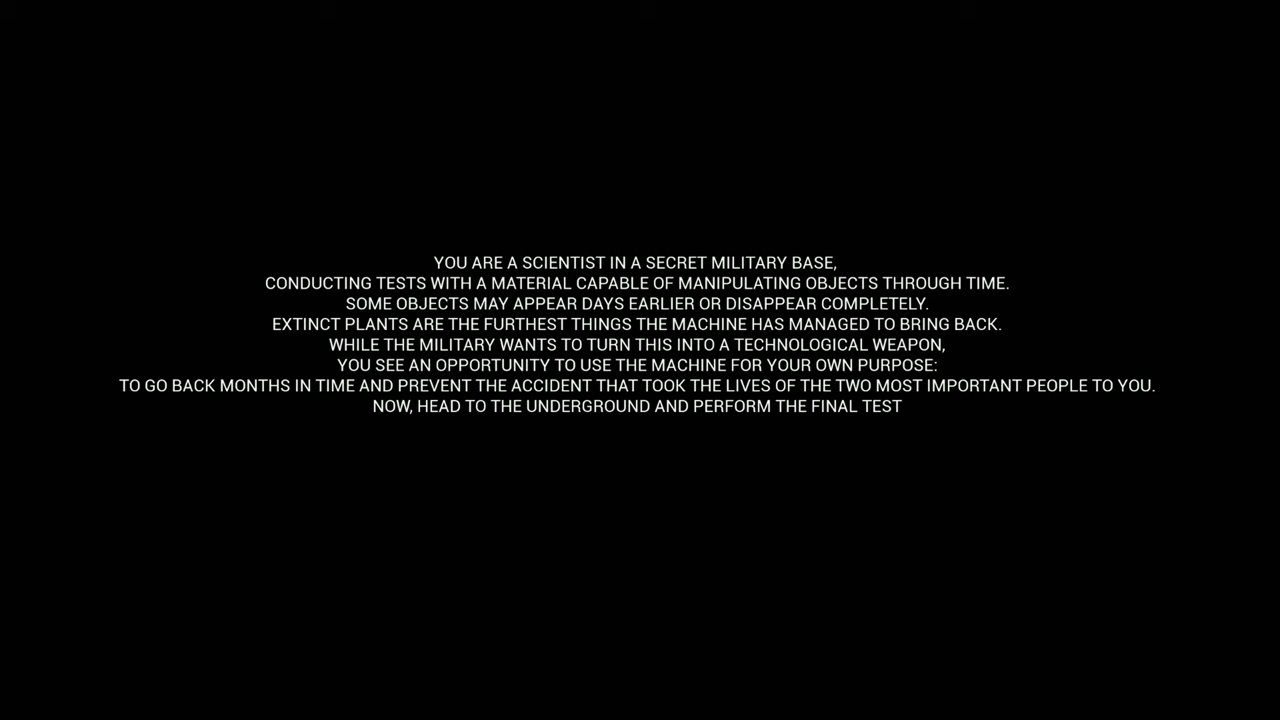 YOU ARE A SCIENTIST IN A SECRET MILITARY BASE,
CONDUCTING TESTS WITH A MATERIAL CAPABLE OF MANIPULATING OBJECTS THROUGH TIME.
SOME OBJECTS MAY APPEAR DAYS EARLIER OR DISAPPEAR COMPLETELY.
EXTINCT PLANTS ARE THE FURTHEST THINGS THE MACHINE HAS MANAGED TO BRING BACK.
WHILE THE MILITARY WANTS TO TURN THIS INTO A TECHNOLOGICAL WEAPON,
YOU SEE AN OPPORTUNITY TO USE THE MACHINE FOR YOUR OWN PURPOSE:
TO GO BACK MONTHS IN TIME AND PREVENT THE ACCIDENT THAT TOOK THE LIVES OF THE TWO MOST IMPORTANT PEOPLE TO YOU.
NOW, HEAD TO THE UNDERGROUND AND PERFORM THE FINAL TEST